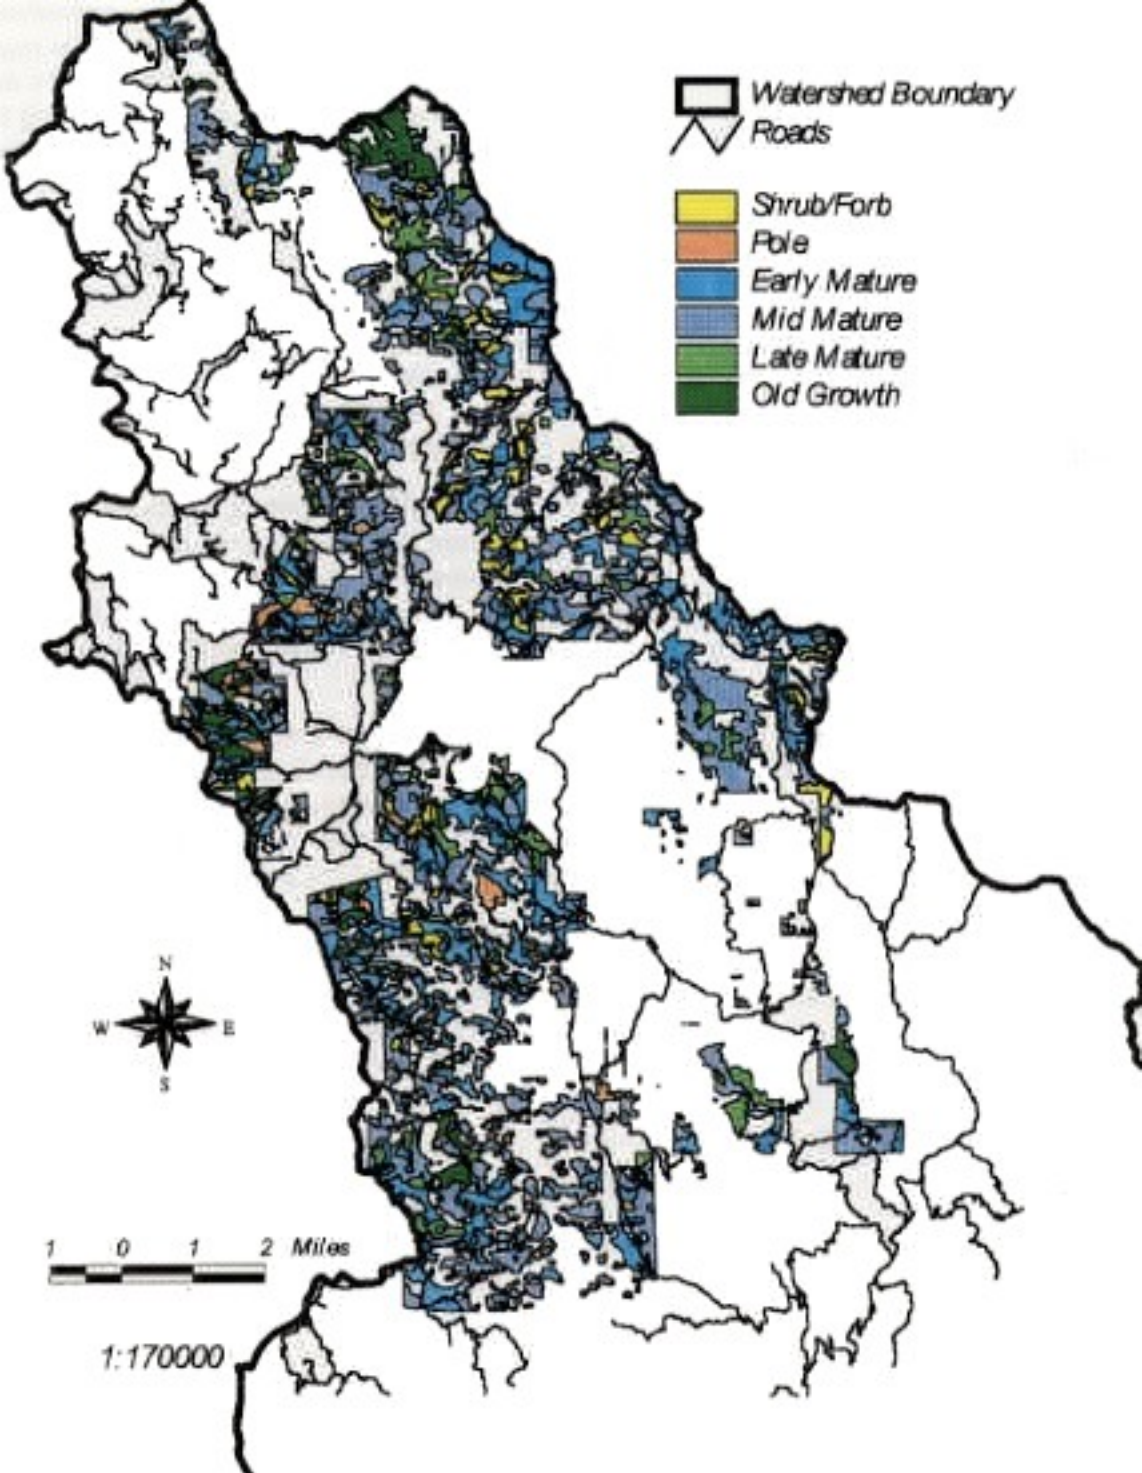 Watershed Boundary
Roads
Shrub/Forb
Pole
Early Mature
Mid Mature
Late Mature
Old Growth
N
W E
S
1 0 1 2 Miles
1:170000